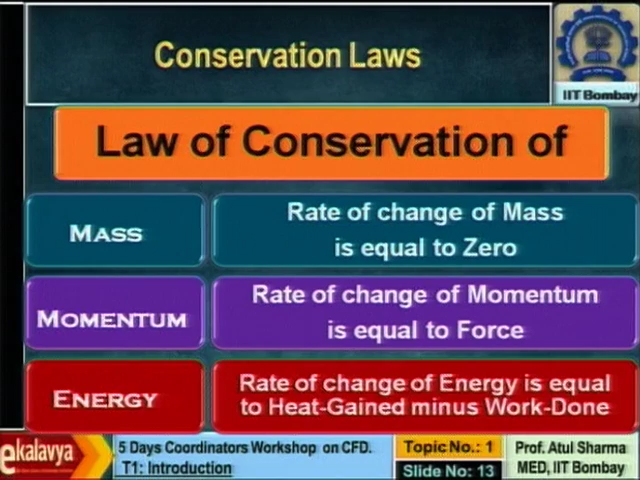 Conservation Laws
IIT Bombay
Law of Conservation of
MASS
Rate of change of Mass
is equal to Zero
MOMENTUM
Rate of change of Momentum
is equal to Force
ENERGY
Rate of change of Energy is equal
to Heat-Gained minus Work-Done
ekalavya
5 Days Coordinators Workshop on CFD.
T1: Introduction
Topic No.: 1
Slide No: 13
Prof. Atul Sharma
MED, IIT Bombay